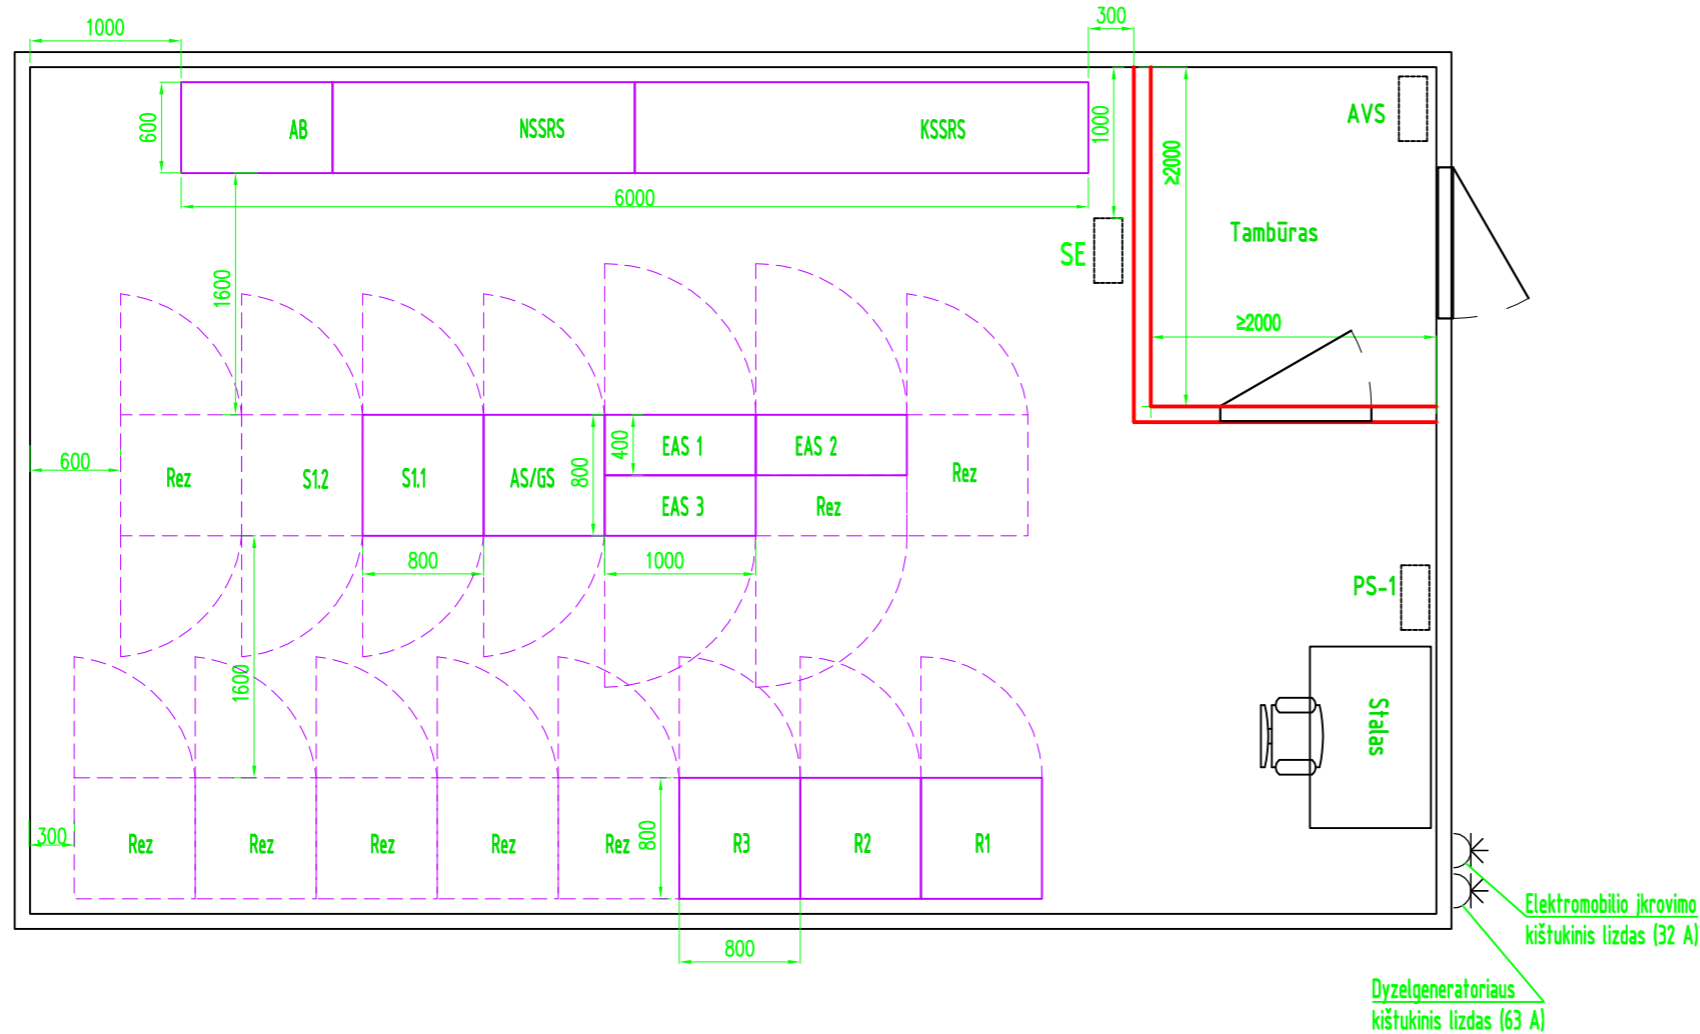 1000
300
600
AB
NSSRS
KSSRS
1000
AVS
≥2000
6000
Tambūras
SE
1600
≥2000
600
Rez
S1.2
S1.1
AS/GS
800
400
EAS 1
EAS 2
EAS 3
Rez
Rez
800
1000
PS-1
1600
Stalas
300
Rez
Rez
Rez
Rez
Rez
800
R3
R2
R1
800
Elektromobilio įkrovimo
kištukinis lizdas (32 A)
Dyzelgeneratoriaus
kištukinis lizdas (63 A)